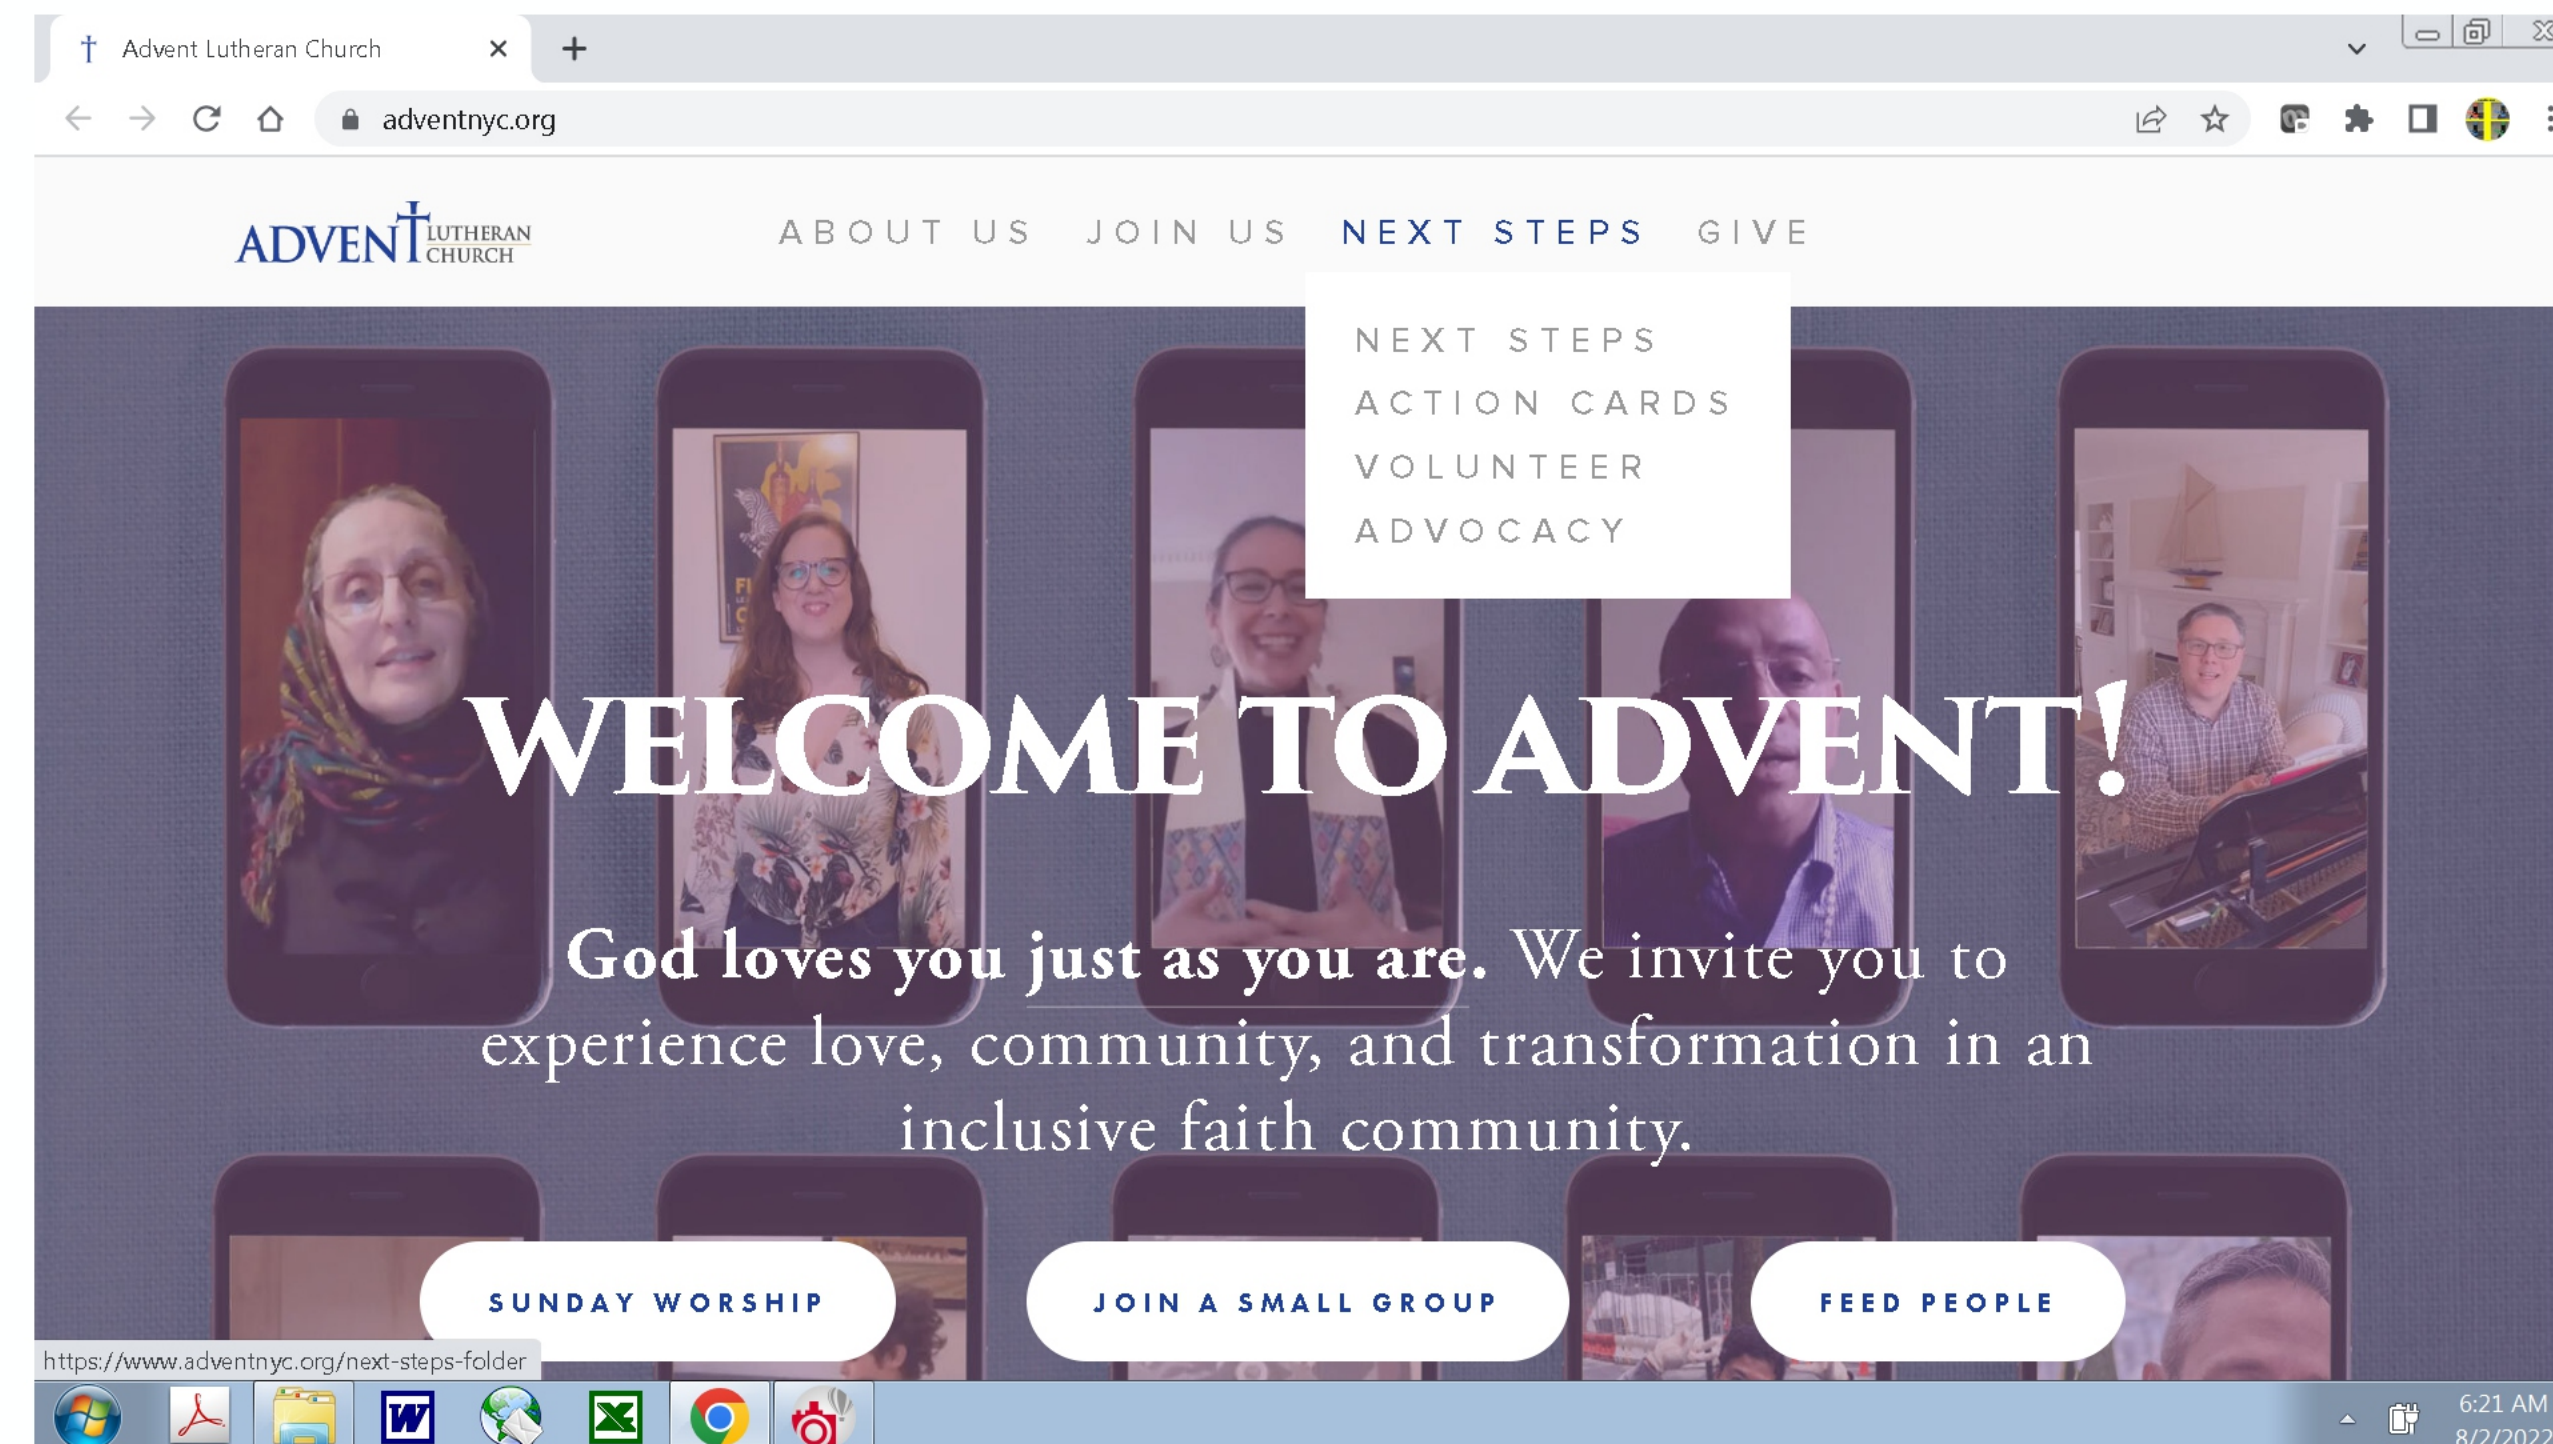 Advent Lutheran Church
adventnyc.org
ADVENT LUTHERAN CHURCH
ABOUT US JOIN US NEXT STEPS GIVE
NEXT STEPS
ACTION CARDS
VOLUNTEER
ADVOCACY
WELCOME TO ADVENT!
God loves you just as you are. We invite you to
experience love, community, and transformation in an
inclusive faith community.
SUNDAY WORSHIP JOIN A SMALL GROUP FEED PEOPLE
https://www.adventnyc.org/next-steps-folder
6:21 AM
8/2/2022